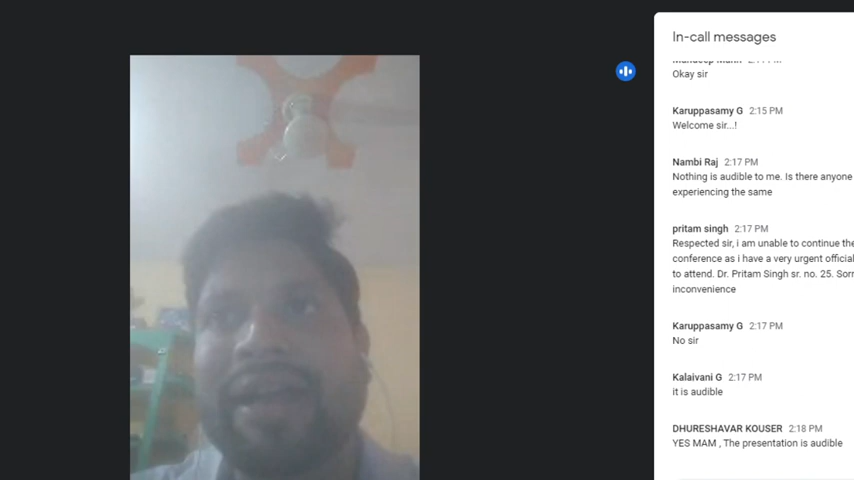 In-call messages
Okay sir
Karuppasamy G 2:15 PM
Welcome sir...!
Nambi Raj 2:17 PM
Nothing is audible to me. Is there anyone
experiencing the same
pritam singh 2:17 PM
Respected sir, i am unable to continue the
conference as i have a very urgent official
to attend. Dr. Pritam Singh sr. no. 25. Sorr
inconvenience
Karuppasamy G 2:17 PM
No sir
Kalaivani G 2:17 PM
it is audible
DHURESHAVAR KOUSER 2:18 PM
YES MAM , The presentation is audible